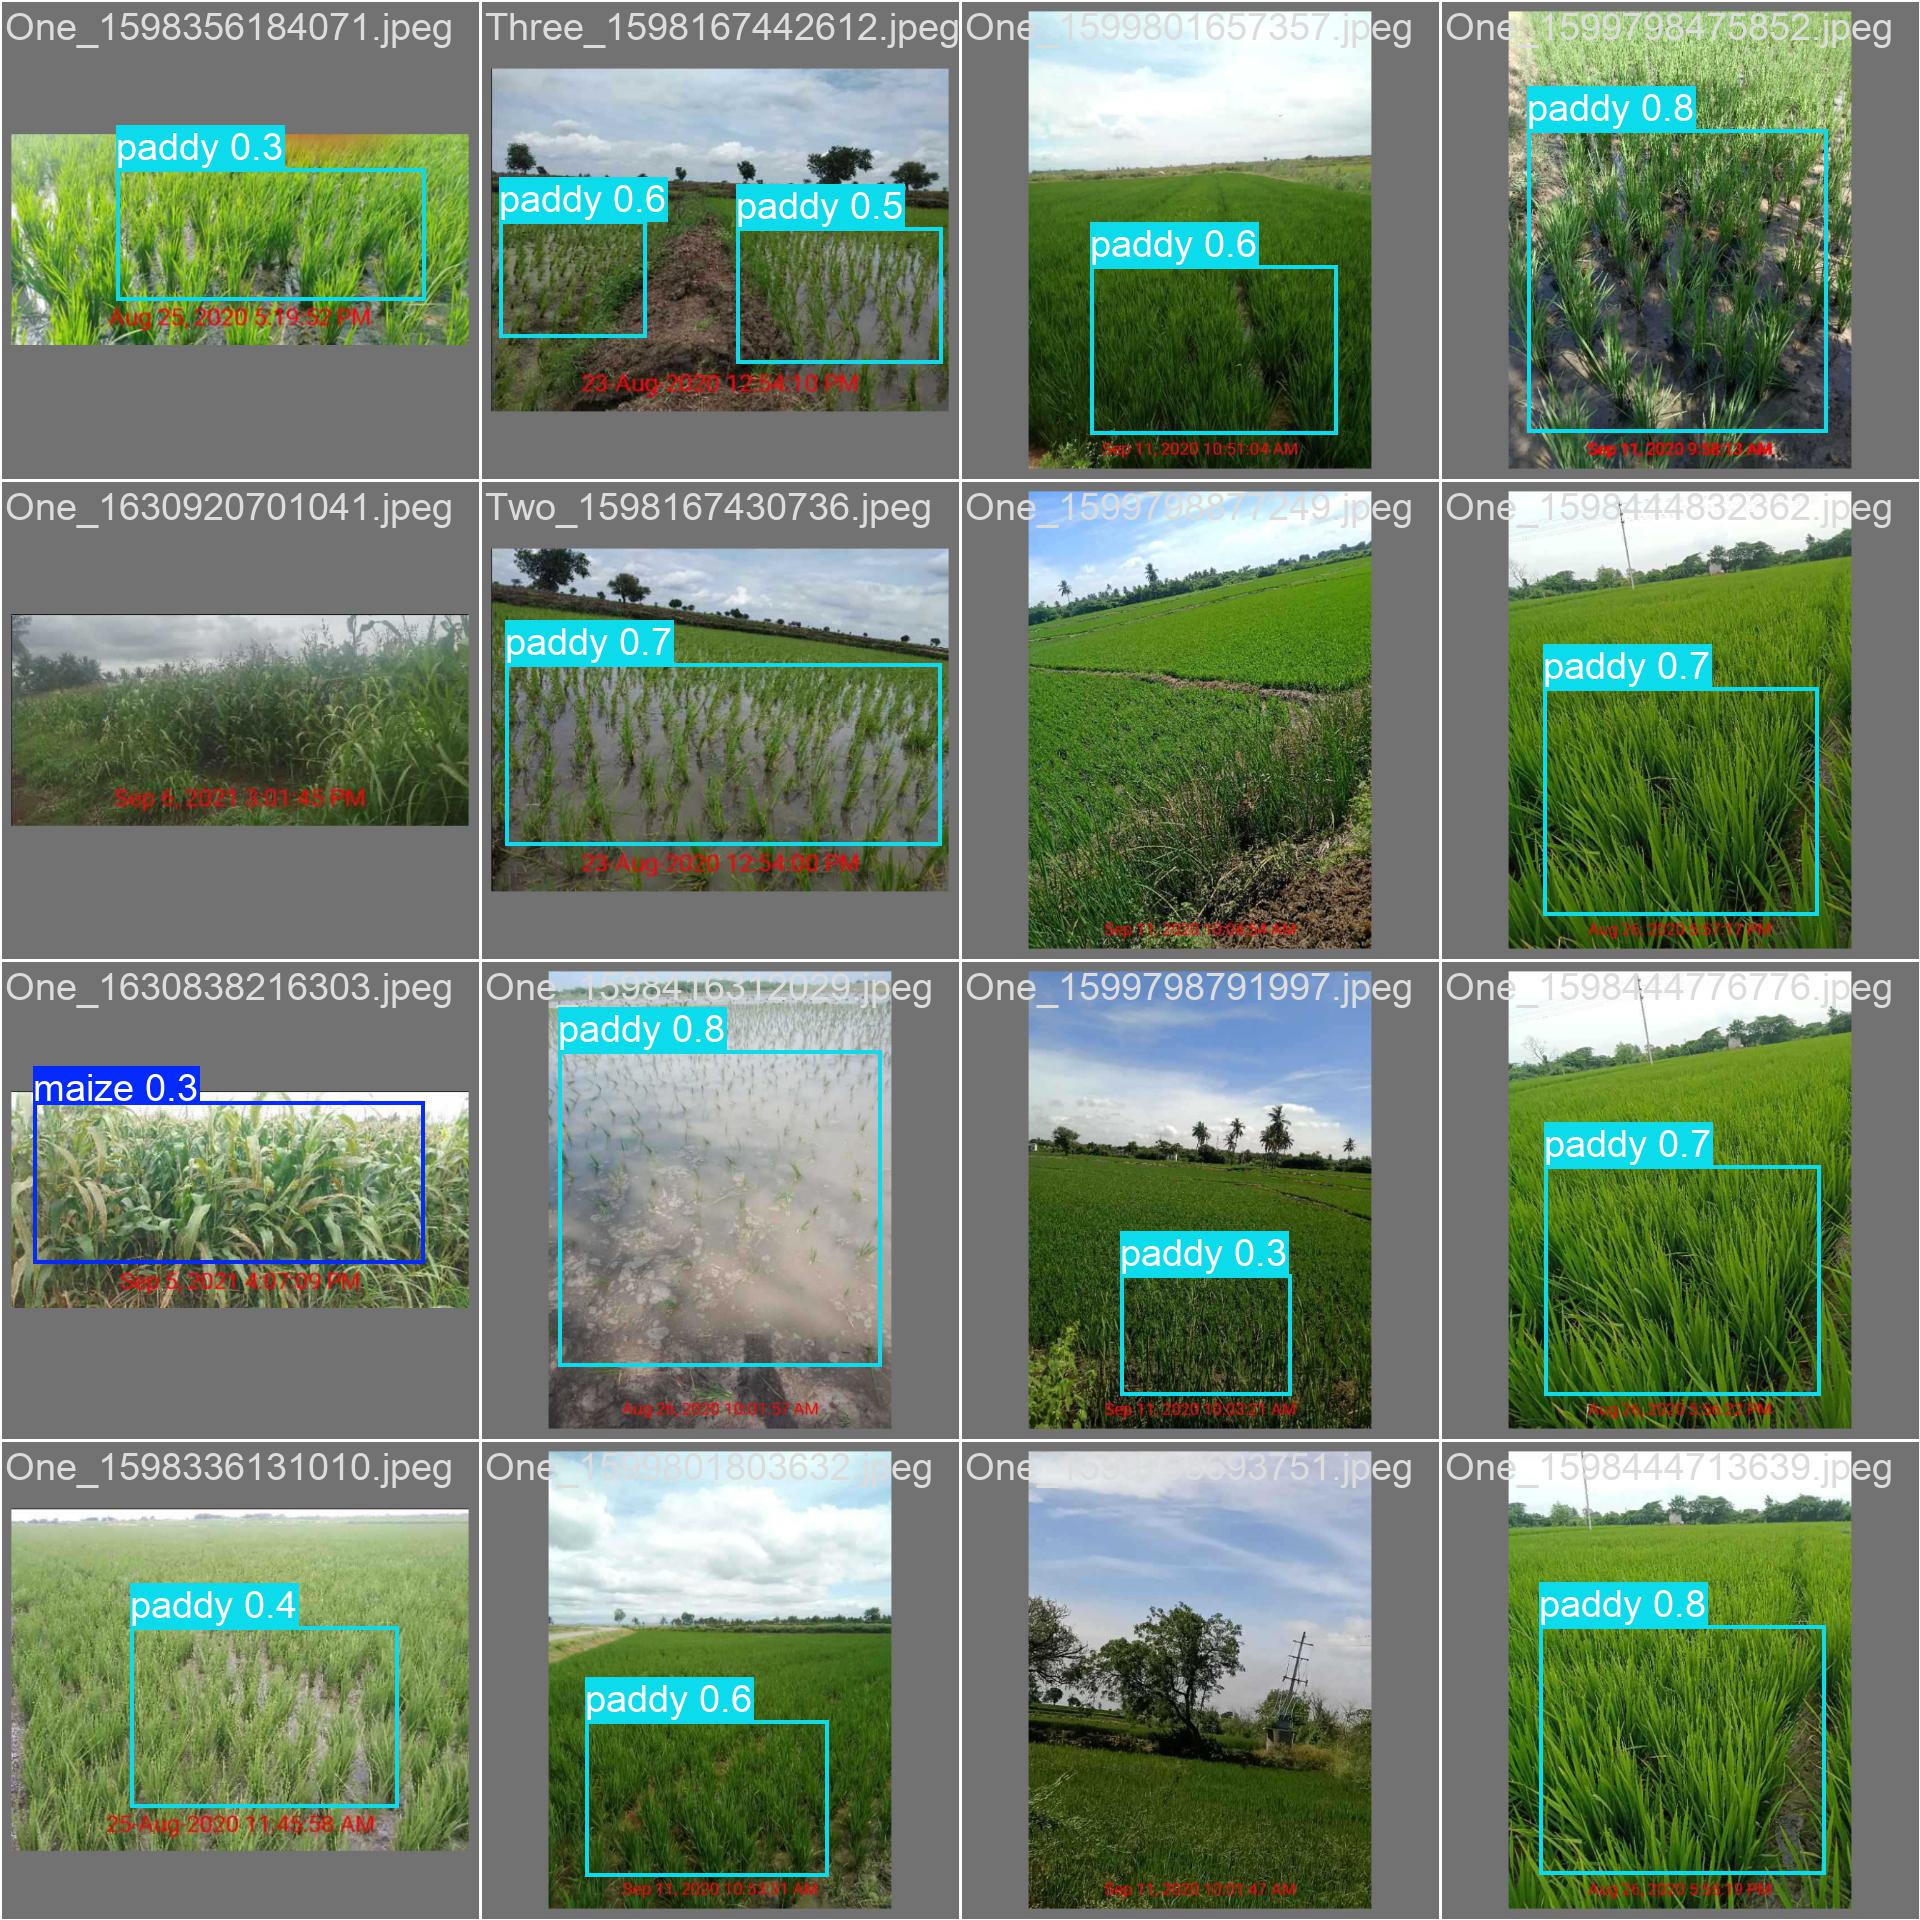 One_1598356184071.jpeg
paddy 0.3
Aug 25, 2020 5:19:52 PM
Three_1598167442612.jpeg
paddy 0.6
paddy 0.5
23-Aug-2020 12:54:10 PM
One_1599801657357.jpeg
paddy 0.6
Sep 11, 2020 10:51:04 AM
One_1599798475852.jpeg
paddy 0.8
Sep 11, 2020 9:58:13 AM
One_1630920701041.jpeg
Sep 6, 2021 3:01:45 PM
Two_1598167430736.jpeg
paddy 0.7
23-Aug-2020 12:54:00 PM
One_1599798877249.jpeg
Sep 11, 2020 10:04:54 AM
One_1598444832362.jpeg
paddy 0.7
Aug 26, 2020 5:57:17 PM
One_1630838216303.jpeg
maize 0.3
Sep 5, 2021 4:07:09 PM
One_1598416312029.jpeg
paddy 0.8
Aug 26, 2020 10:01:57 AM
One_1599798791997.jpeg
paddy 0.3
Sep 11, 2020 10:03:21 AM
One_1598444776776.jpeg
paddy 0.7
Aug 26, 2020 5:56:22 PM
One_1598336131010.jpeg
paddy 0.4
25-Aug-2020 11:45:58 AM
One_1599801803632.jpeg
paddy 0.6
Sep 11, 2020 10:53:31 AM
Sep 11, 2020 10:01:47 AM
One_1598444713639.jpeg
paddy 0.8
Aug 26, 2020 5:55:19 PM